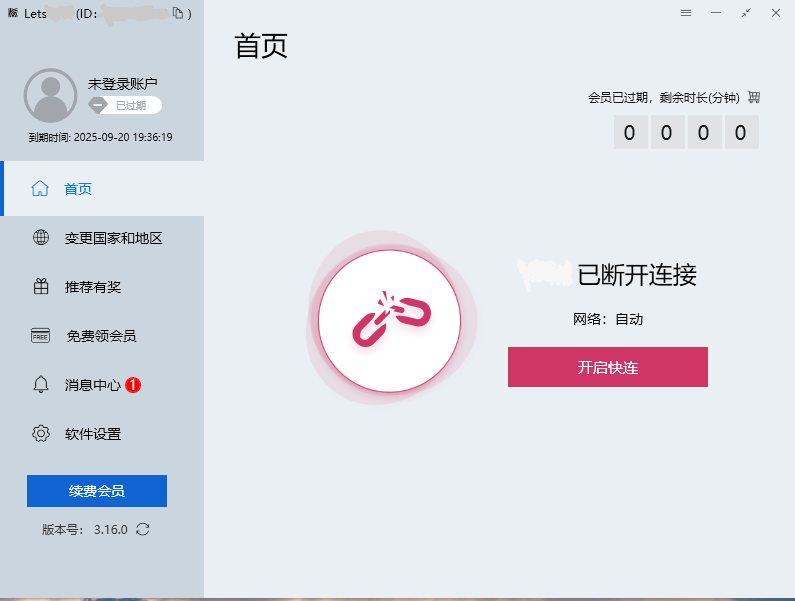 Lets (ID: )
首页
未登录账户
已过期
到期时间: 2025-09-20 19:36:19
会员已过期，剩余时长(分钟)
0 0 0 0
首页
变更国家和地区
推荐有奖
FREE 免费领会员
消息中心 1
软件设置
续费会员
版本号： 3.16.0
已断开连接
网络：自动
开启快连